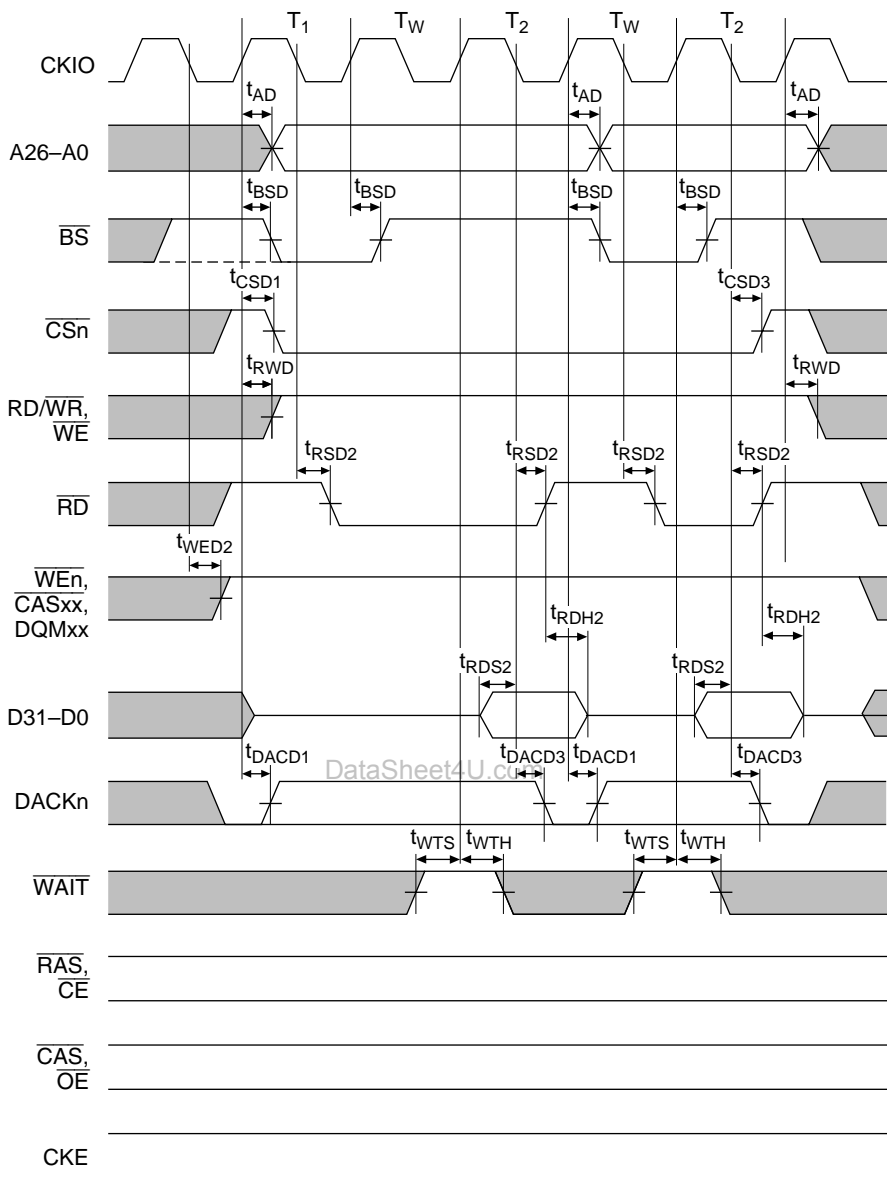 T1 TW T2 TW T2
CKIO
tAD tAD tAD
A26–A0
tBSD tBSD tBSD tBSD
BS
tCSD1 tCSD3
CSn
tRWD tRWD
RD/WR,
WE
tRSD2 tRSD2 tRSD2 tRSD2
RD
tWED2
WEn,
CASxx,
DQMxx
tRDH2 tRDH2
tRDS2 tRDS2
D31–D0
tDACD1 tDACD3 tDACD1 tDACD3
DataSheet4U.com
DACKn
tWTS tWTH tWTS tWTH
WAIT
RAS,
CE
CAS,
OE
CKE